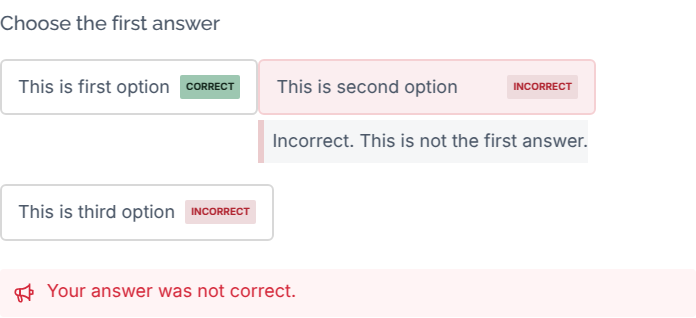 Choose the first answer
This is first option CORRECT
This is second option INCORRECT
Incorrect. This is not the first answer.
This is third option INCORRECT
Your answer was not correct.